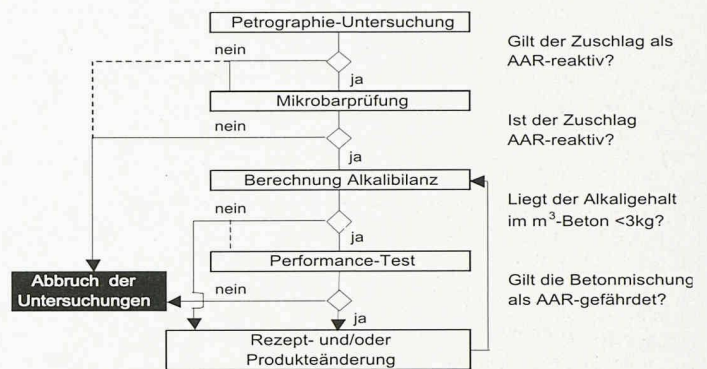 Petrographie-Untersuchung
nein
ja
Gilt der Zuschlag als
AAR-reaktiv?
Mikrobarprüfung
nein
ja
Ist der Zuschlag
AAR-reaktiv?
Berechnung Alkalibilanz
nein
ja
Liegt der Alkaligehalt
im m³-Beton <3kg?
Performance-Test
nein
ja
Gilt die Betonmischung
als AAR-gefährdet?
Abbruch der
Untersuchungen
Rezept- und/oder
Produkteänderung